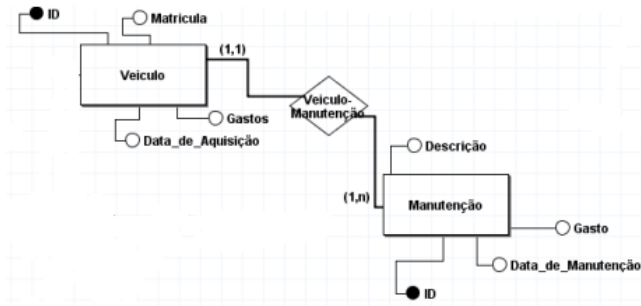 ID
Matricula
(1,1)
Veiculo
Veiculo-
Manutenção
Gastos
Data_de_Aquisição
Descrição
(1,n)
Manutenção
Gasto
Data_de_Manutenção
ID